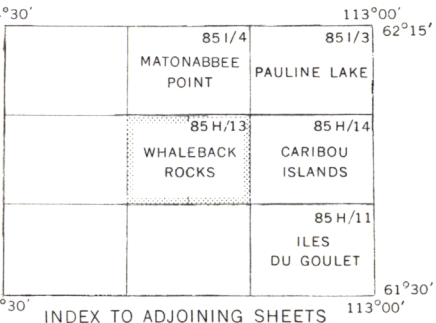 °30' 113°00'
62°15'
85 I/4 85 I/3
MATONABBEE
POINT
PAULINE LAKE
85 H/13 85 H/14
WHALEBACK
ROCKS
CARIBOU
ISLANDS
85 H/11
ILES
DU GOULET
61°30'
°30' 113°00'
INDEX TO ADJOINING SHEETS